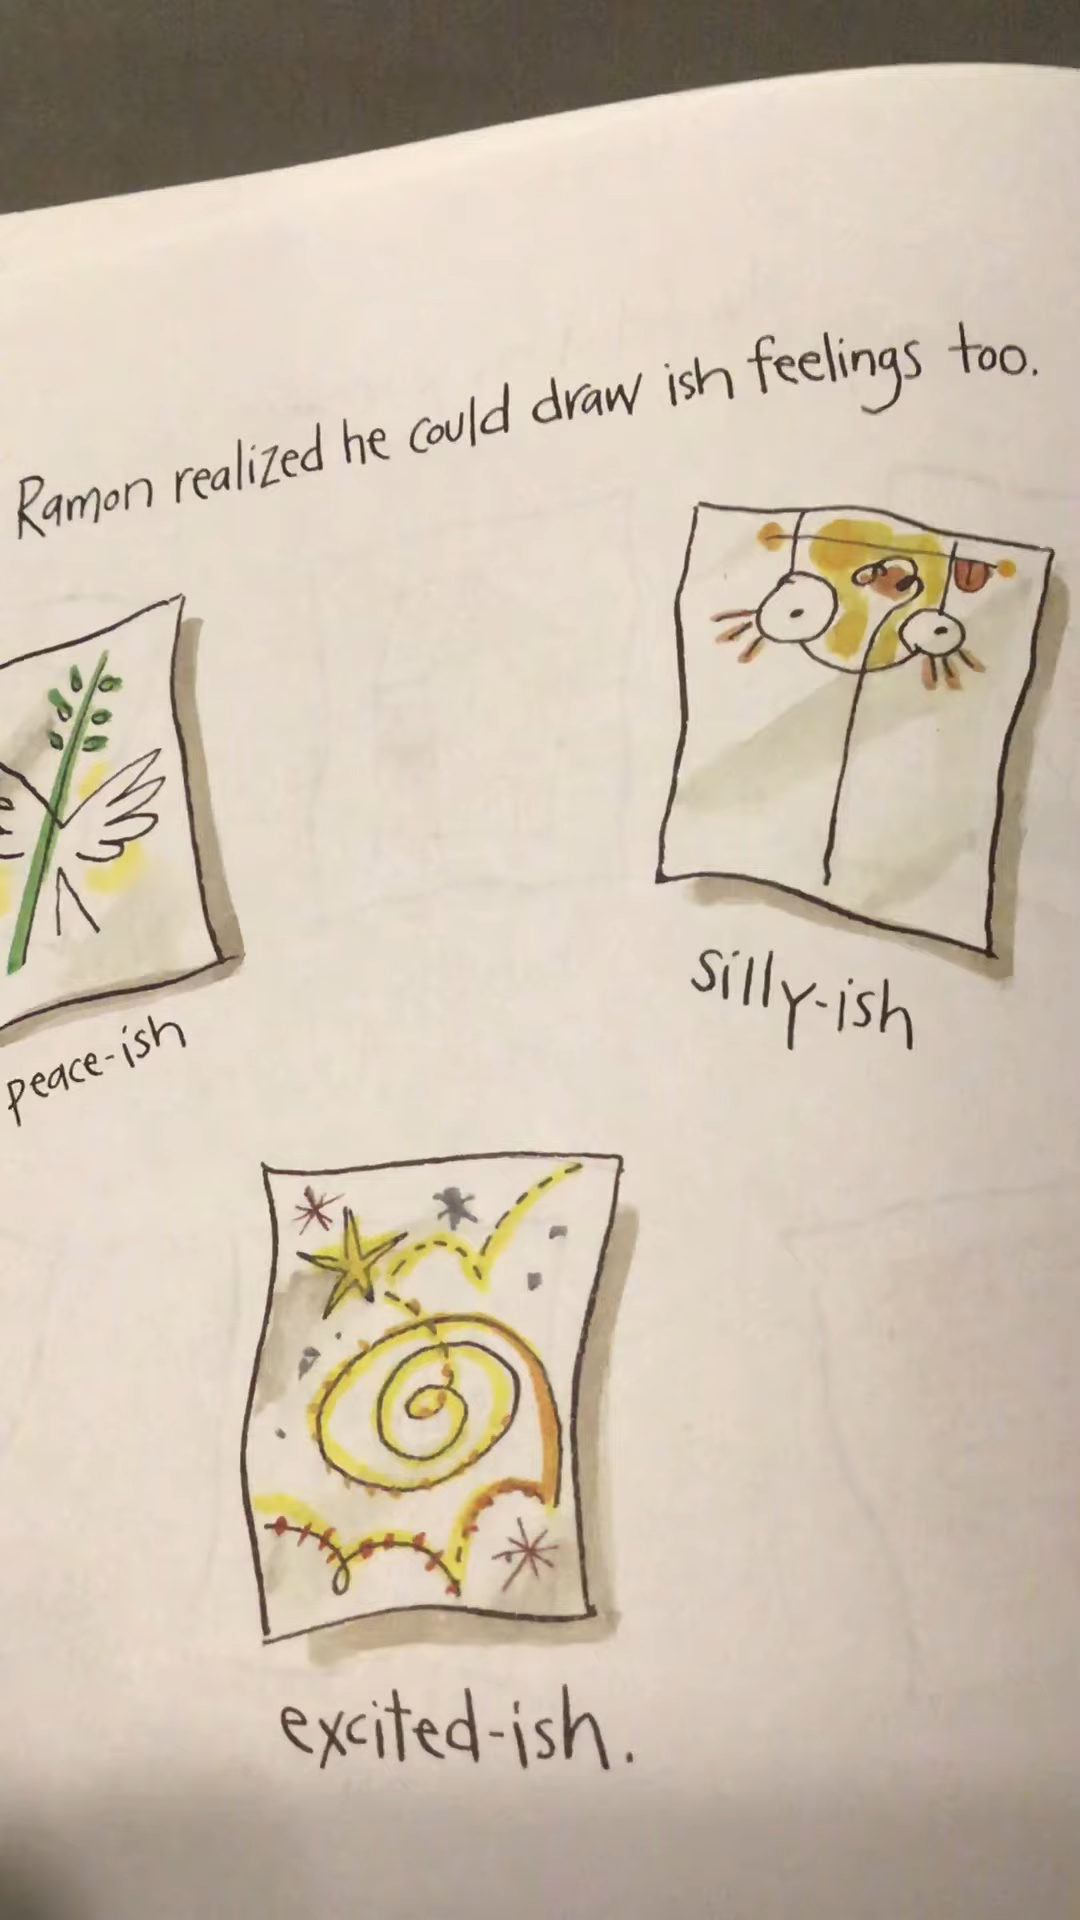 Ramon realized he could draw ish feelings too.
peace-ish
silly-ish
excited-ish.